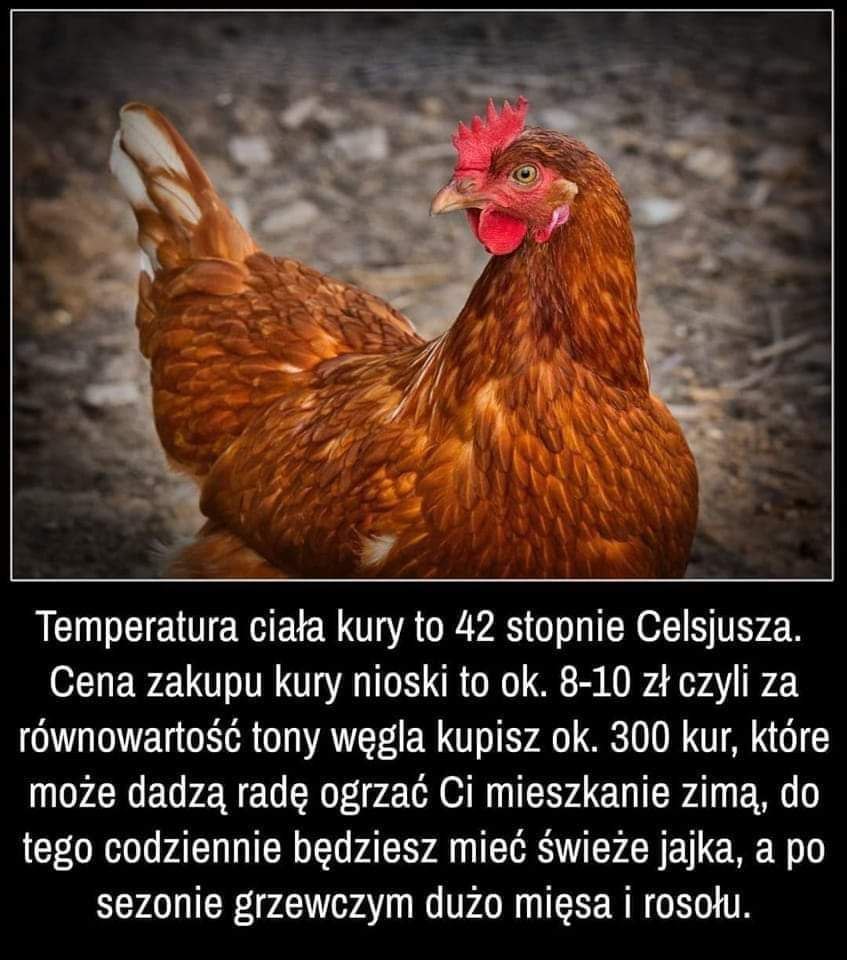 Temperatura ciała kury to 42 stopnie Celsjusza.
Cena zakupu kury nioski to ok. 8-10 zł czyli za
równowartość tony węgla kupisz ok. 300 kur, które
może dadzą radę ogrzać Ci mieszkanie zimą, do
tego codziennie będziesz mieć świeże jajka, a po
sezonie grzewczym dużo mięsa i rosołu.